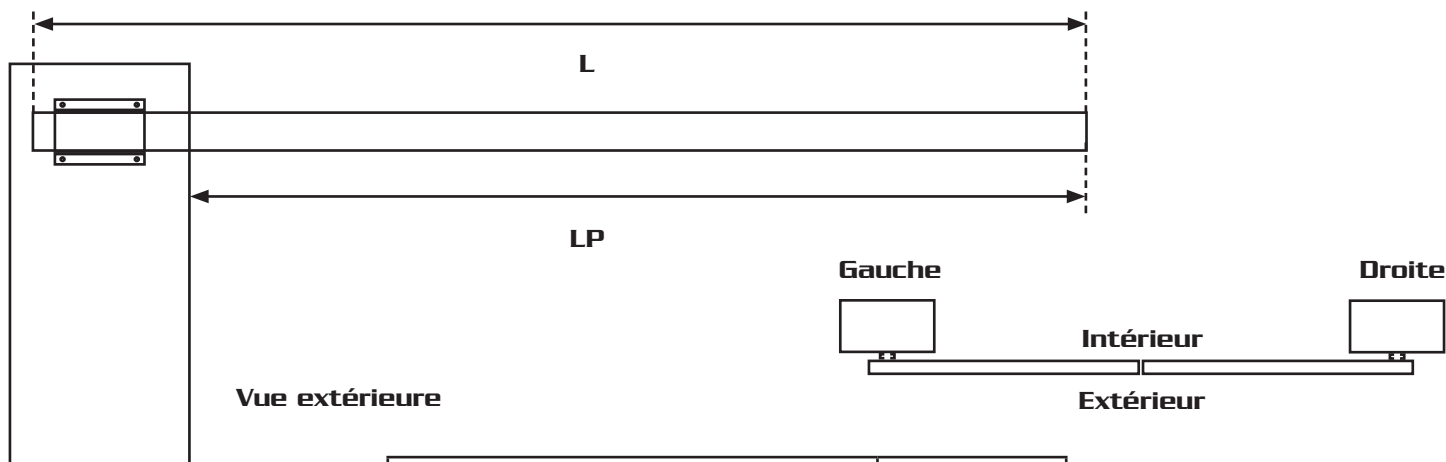 L
LP
Gauche
Droite
Intérieur
Extérieur
Vue extérieure